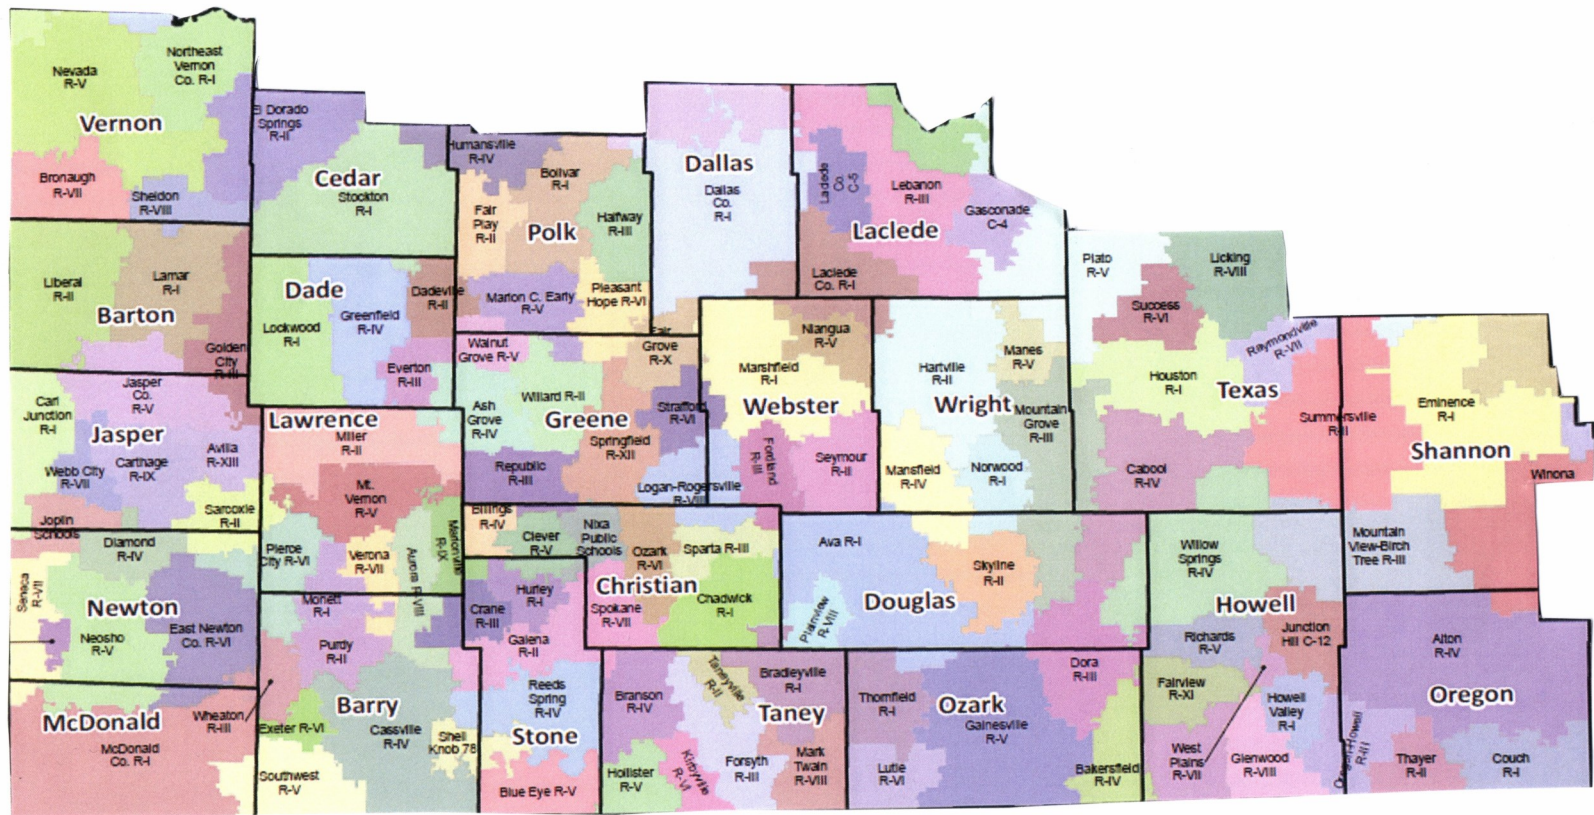 Nevada
R-V
Northeast
Vernon
Co. R-I
Vernon
Bronaugh
R-VII
Sheldon
R-VIII
El Dorado
Springs
R-II
Cedar
Stockton
R-I
Humansville
R-IV
Bolivar
R-I
Fair
Play
R-II
Polk
Halfway
R-III
Marion C. Early
R-V
Pleasant
Hope R-VI
Dallas
Dallas
Co.
R-I
Laclede
Co.
C-5
Lebanon
R-III
Gasconade
C-4
Laclede
Laclede
Co. R-I
Plato
R-V
Licking
R-VIII
Success
R-VI
Raymondville
R-VII
Houston
R-I
Texas
Summersville
R-II
Cabool
R-IV
Liberal
R-II
Lamar
R-I
Barton
Golden
City
R-III
Dade
Lockwood
R-I
Greenfield
R-IV
Dadeville
R-II
Everton
R-III
Walnut
Grove R-V
Fair
Grove
R-X
Ash
Grove
R-IV
Willard R-II
Greene
Strafford
R-VI
Springfield
R-XII
Republic
R-III
Logan-Rogersville
R-VIII
Niangua
R-V
Marshfield
R-I
Webster
Fordland
R-III
Seymour
R-II
Hartville
R-II
Manes
R-V
Wright
Mountain
Grove
R-III
Mansfield
R-IV
Norwood
R-I
Eminence
R-I
Shannon
Winona
Mountain
View-Birch
Tree R-III
Jasper
Co.
R-V
Carl
Junction
R-I
Jasper
Webb City
R-VII
Carthage
R-IX
Avilla
R-XIII
Sarcoxie
R-II
Joplin
Schools
Lawrence
Miller
R-II
Mt.
Vernon
R-V
Pierce
City R-VI
Verona
R-VII
Aurora R-VIII
Marionville
R-IX
Billings
R-IV
Clever
R-V
Nixa
Public
Schools
Ozark
R-VI
Sparta R-III
Christian
Spokane
R-VII
Chadwick
R-I
Ava R-I
Skyline
R-II
Plainview
R-VIII
Douglas
Willow
Springs
R-IV
Howell
Richards
R-V
Junction
Hill C-12
Fairview
R-XI
Howell
Valley
R-I
West
Plains
R-VII
Glenwood
R-VIII
Diamond
R-IV
Seneca
R-VII
Newton
Neosho
R-V
East Newton
Co. R-VI
McDonald
McDonald
Co. R-I
Monett
R-I
Purdy
R-II
Wheaton
R-III
Exeter R-VI
Barry
Cassville
R-IV
Shell
Knob 78
Southwest
R-V
Crane
R-III
Hurley
R-I
Galena
R-II
Reeds
Spring
R-IV
Stone
Blue Eye R-V
Branson
R-IV
Taneyville
R-II
Bradleyville
R-I
Taney
Hollister
R-V
Kirbyville
R-VI
Forsyth
R-III
Mark
Twain
R-VIII
Thornfield
R-I
Ozark
Gainesville
R-V
Dora
R-III
Lutie
R-VI
Bakersfield
R-IV
Alton
R-IV
Oregon
Oregon-Howell
R-III
Thayer
R-II
Couch
R-I